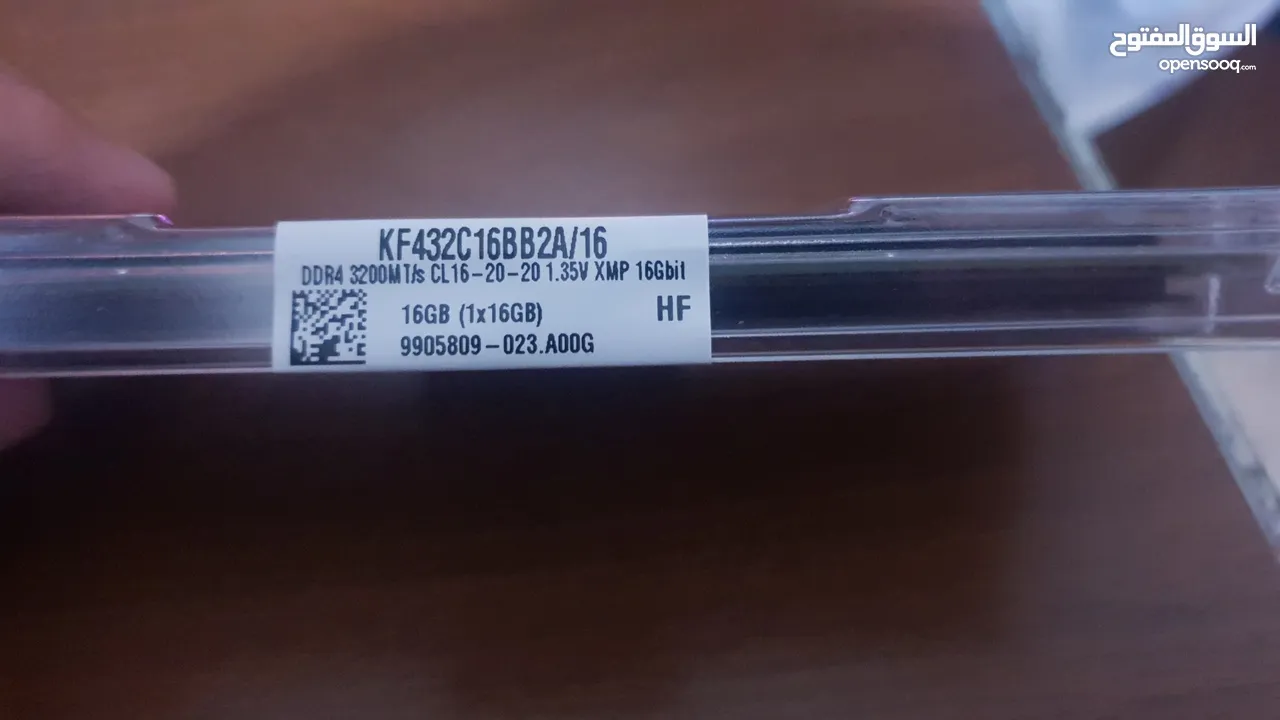 السوق المفتوح
opensooq.com
KF432C16BB2A/16
DDR4 3200MT/s CL16-20-20 1.35V XMP 16Gbit
16GB (1x16GB)
HF
9905809-023.A00G